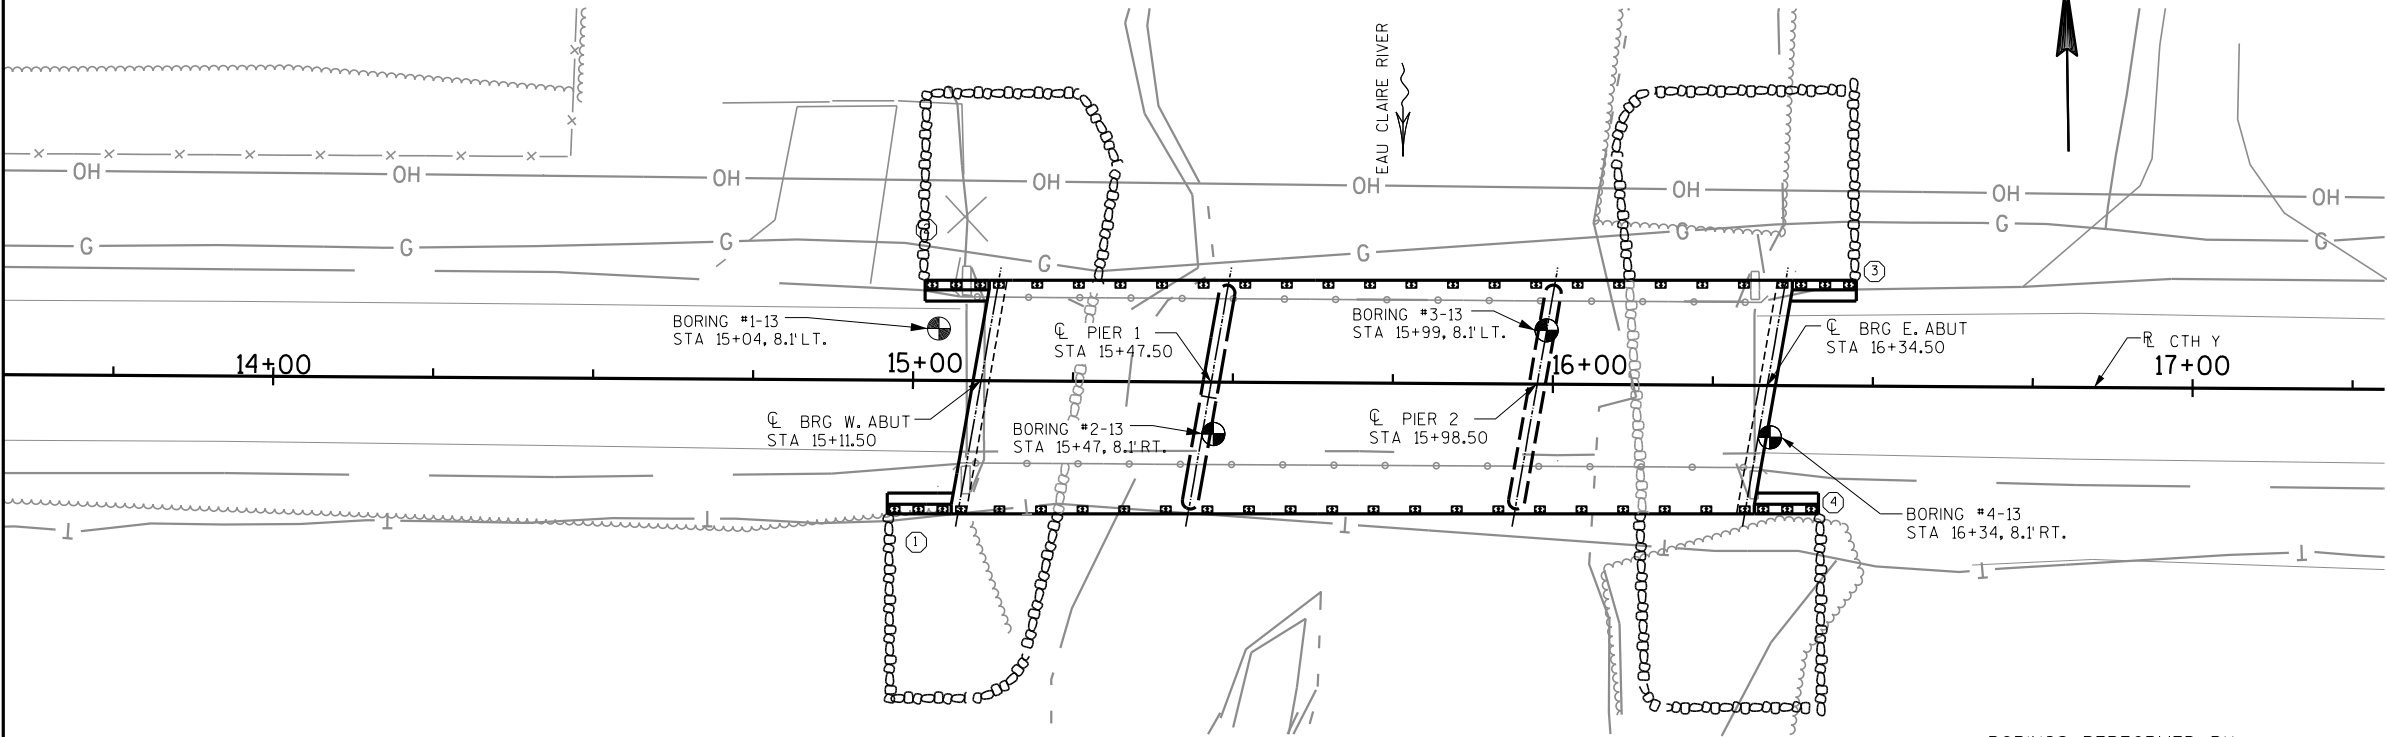 EAU CLAIRE RIVER
OH OH OH OH OH OH OH OH
G G G G G G G G
3
BORING #1-13
STA 15+04, 8.1' LT.
℄ PIER 1
STA 15+47.50
BORING #3-13
STA 15+99, 8.1' LT.
℄ BRG E. ABUT
STA 16+34.50
℞ CTH Y
14+00 15+00 16+00 17+00
℄ BRG W. ABUT
STA 15+11.50
BORING #2-13
STA 15+47, 8.1' RT.
℄ PIER 2
STA 15+98.50
4
BORING #4-13
STA 16+34, 8.1' RT.
T T T T T T T T
1